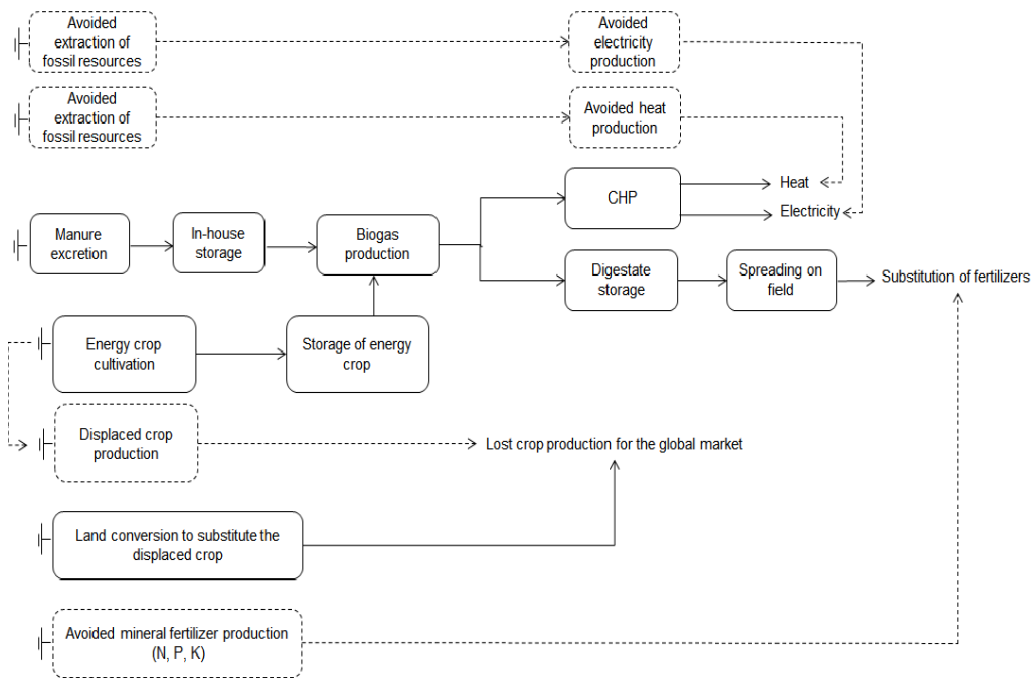 Avoided
extraction of
fossil resources
Avoided
electricity
production
Avoided
extraction of
fossil resources
Avoided heat
production
CHP
Heat
Electricity
Manure
excretion
In-house
storage
Biogas
production
Digestate
storage
Spreading on
field
Substitution of fertilizers
Energy crop
cultivation
Storage of energy
crop
Displaced crop
production
Lost crop production for the global market
Land conversion to substitute the
displaced crop
Avoided mineral fertilizer production
(N, P, K)